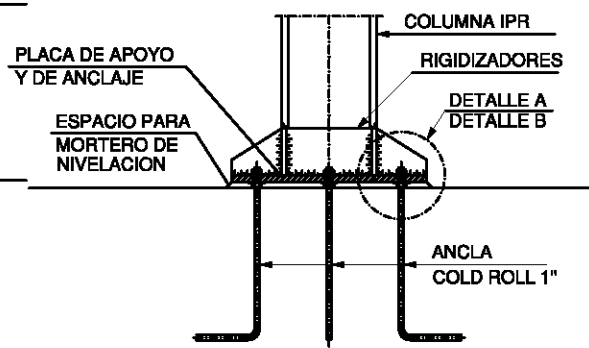 COLUMNA IPR
PLACA DE APOYO
Y DE ANCLAJE
RIGIDIZADORES
ESPACIO PARA
MORTERO DE
NIVELACION
DETALLE A
DETALLE B
ANCLA
COLD ROLL 1"